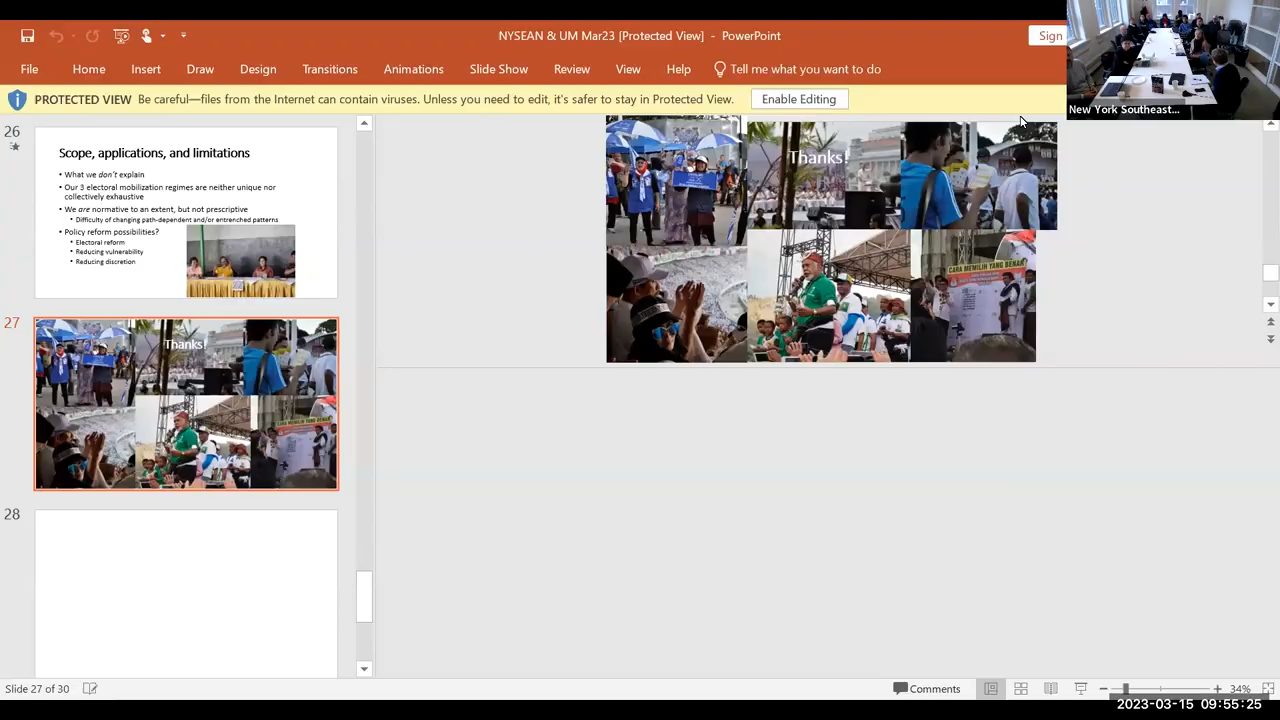 NYSEAN & UM Mar23 [Protected View] - PowerPoint
Sign
File Home Insert Draw Design Transitions Animations Slide Show Review View Help Tell me what you want to do
PROTECTED VIEW Be careful—files from the Internet can contain viruses. Unless you need to edit, it's safer to stay in Protected View. Enable Editing
New York Southeast...
26
Scope, applications, and limitations
• What we don't explain
• Our 3 electoral mobilization regimes are neither unique nor
collectively exhaustive
• We are normative to an extent, but not prescriptive
• Difficulty of changing path-dependent and/or entrenched patterns
• Policy reform possibilities?
• Electoral reform
• Reducing vulnerability
• Reducing discretion
27
Thanks!
CARA MEMILIH YANG BENAR
28
Thanks!
CARA MEMILIH YANG BENAR
Slide 27 of 30
Comments
34%
2023-03-15 09:55:25